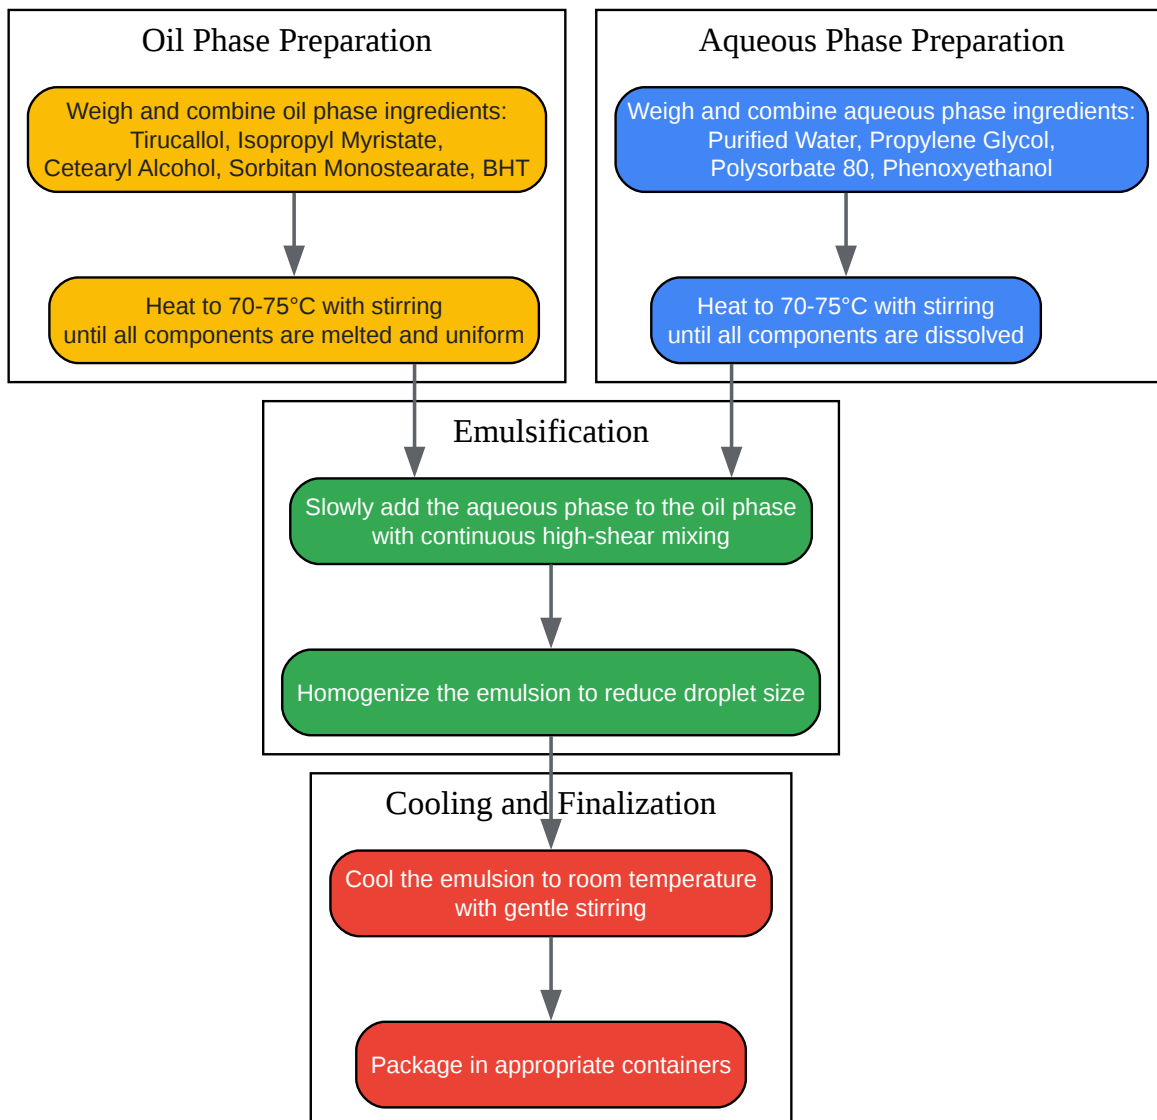 Oil Phase Preparation
Weigh and combine oil phase ingredients:
Tirucallol, Isopropyl Myristate,
Cetearyl Alcohol, Sorbitan Monostearate, BHT
Heat to 70-75°C with stirring
until all components are melted and uniform
Aqueous Phase Preparation
Weigh and combine aqueous phase ingredients:
Purified Water, Propylene Glycol,
Polysorbate 80, Phenoxyethanol
Heat to 70-75°C with stirring
until all components are dissolved
Emulsification
Slowly add the aqueous phase to the oil phase
with continuous high-shear mixing
Homogenize the emulsion to reduce droplet size
Cooling and Finalization
Cool the emulsion to room temperature
with gentle stirring
Package in appropriate containers